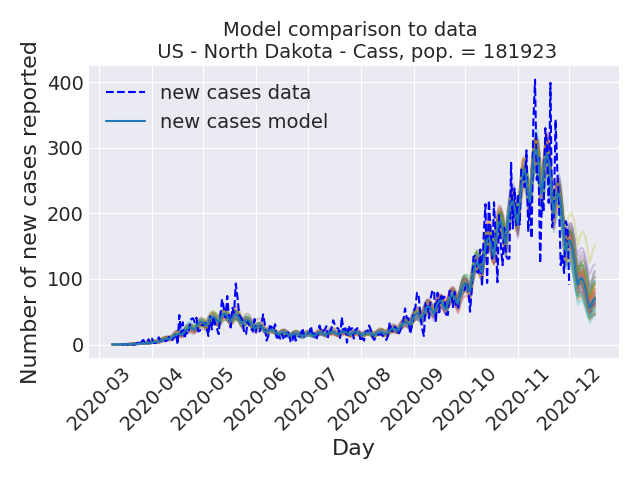 Model comparison to data
US - North Dakota - Cass, pop. = 181923
Number of new cases reported
400
300
200
100
0
new cases data
new cases model
2020-03
2020-04
2020-05
2020-06
2020-07
2020-08
2020-09
2020-10
2020-11
2020-12
Day